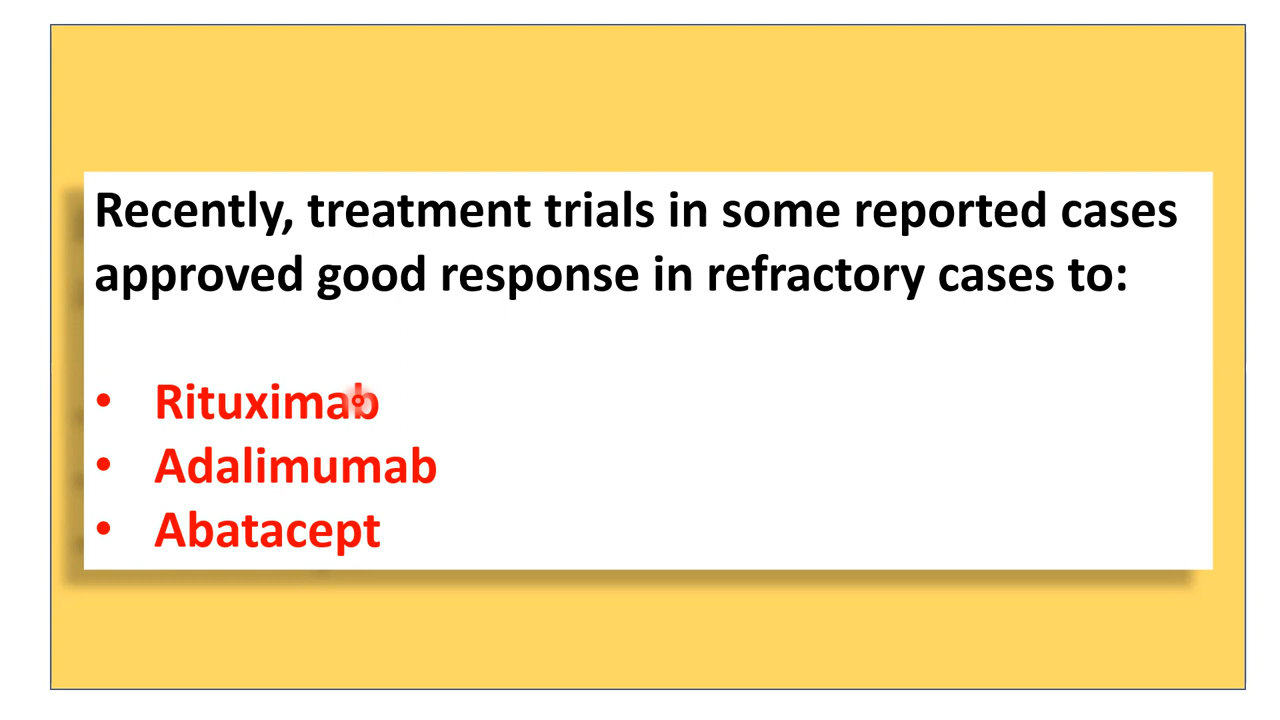 Recently, treatment trials in some reported cases
approved good response in refractory cases to:
• Rituximab
• Adalimumab
• Abatacept